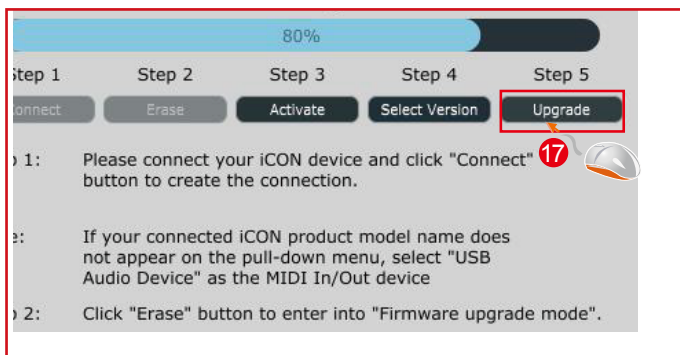 80%
Step 1 Step 2 Step 3 Step 4 Step 5
Connect Erase Activate Select Version Upgrade
17
1: Please connect your iCON device and click "Connect"
button to create the connection.
e: If your connected iCON product model name does
not appear on the pull-down menu, select "USB
Audio Device" as the MIDI In/Out device
2: Click "Erase" button to enter into "Firmware upgrade mode".